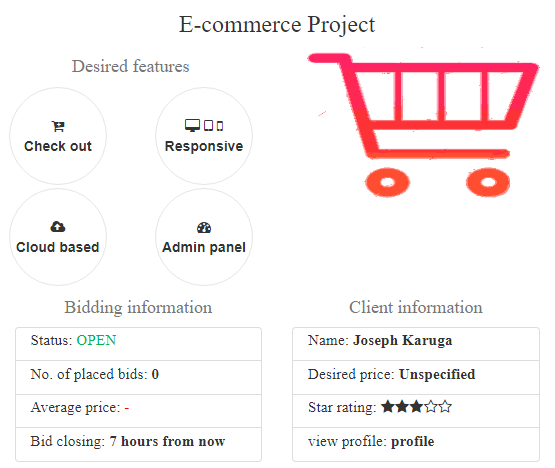 E-commerce Project
Desired features
Check out
Responsive
Cloud based
Admin panel
Bidding information
Status: OPEN
No. of placed bids: 0
Average price: -
Bid closing: 7 hours from now
Client information
Name: Joseph Karuga
Desired price: Unspecified
Star rating: ★★★☆☆
view profile: profile